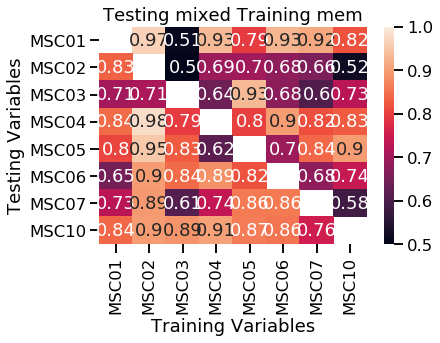 Testing mixed Training mem
Testing Variables
MSC01 0.97 0.51 0.93 0.79 0.93 0.92 0.82
MSC02 0.83 0.5 0.69 0.7 0.68 0.66 0.52
MSC03 0.71 0.71 0.64 0.93 0.68 0.6 0.73
MSC04 0.84 0.98 0.79 0.8 0.9 0.82 0.83
MSC05 0.8 0.95 0.83 0.62 0.7 0.84 0.9
MSC06 0.65 0.9 0.84 0.89 0.82 0.68 0.74
MSC07 0.73 0.89 0.61 0.74 0.86 0.86 0.58
MSC10 0.84 0.9 0.89 0.91 0.87 0.86 0.76
MSC01 MSC02 MSC03 MSC04 MSC05 MSC06 MSC07 MSC10
Training Variables
1.0
0.9
0.8
0.7
0.6
0.5